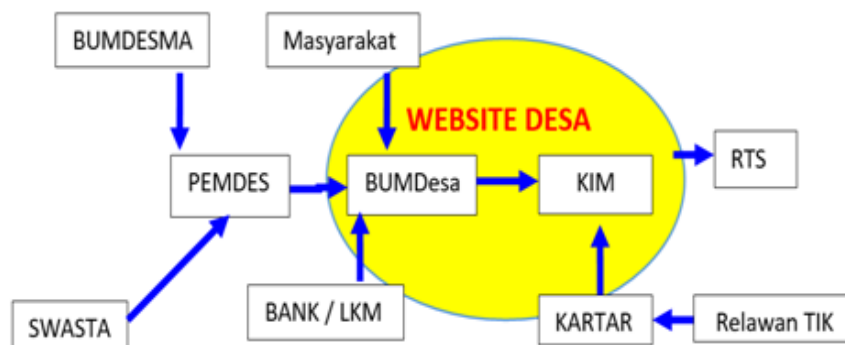 BUMDESMA
Masyarakat
WEBSITE DESA
PEMDES
BUMDesa
KIM
RTS
SWASTA
BANK / LKM
KARTAR
Relawan TIK